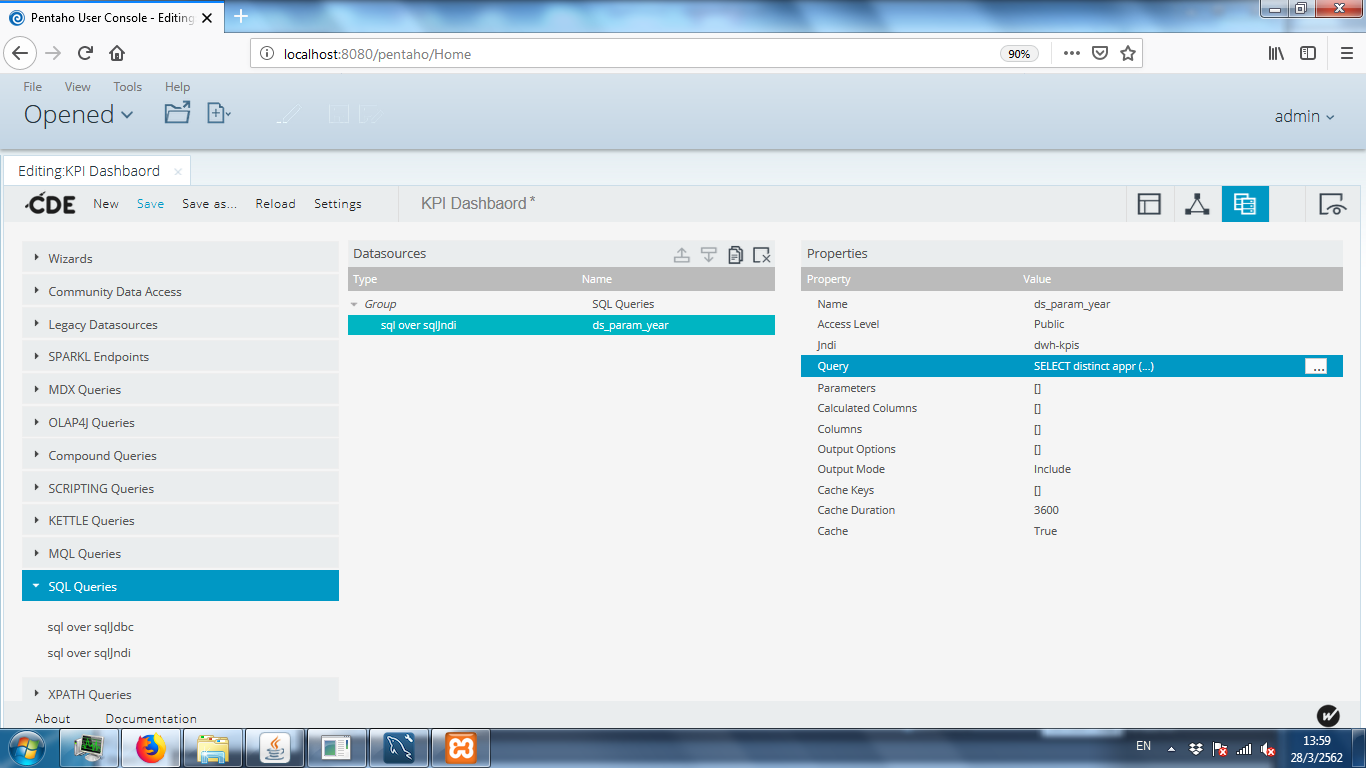 Pentaho User Console - Editing
localhost:8080/pentaho/Home
90%
File View Tools Help
Opened
admin
Editing:KPI Dashbaord
CDE New Save Save as... Reload Settings KPI Dashbaord *
Wizards
Community Data Access
Legacy Datasources
SPARKL Endpoints
MDX Queries
OLAP4J Queries
Compound Queries
SCRIPTING Queries
KETTLE Queries
MQL Queries
SQL Queries
sql over sqlJdbc
sql over sqlJndi
XPATH Queries
Datasources
Type Name
Group SQL Queries
sql over sqlJndi ds_param_year
Properties
Property Value
Name ds_param_year
Access Level Public
Jndi dwh-kpis
Query SELECT distinct appr (...) ...
Parameters []
Calculated Columns []
Columns []
Output Options []
Output Mode Include
Cache Keys []
Cache Duration 3600
Cache True
About Documentation
EN
13:59
28/3/2562